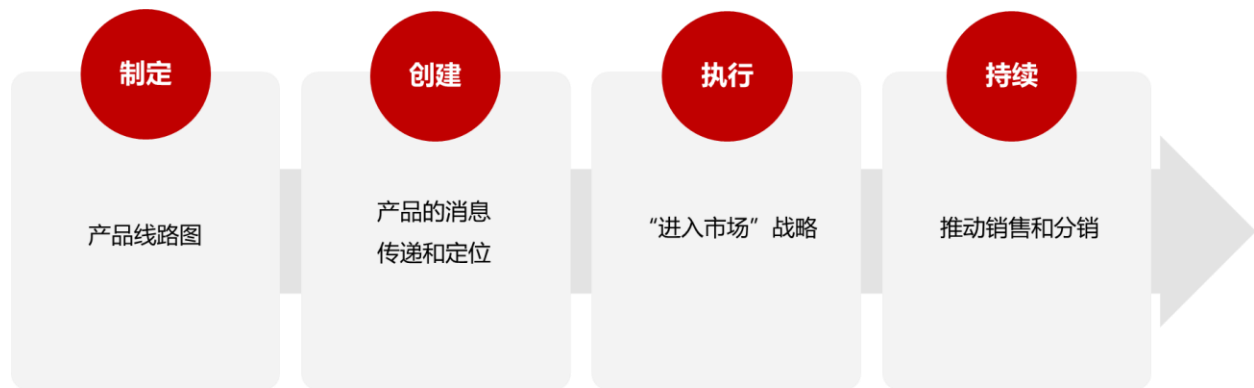 制定
产品线路图
创建
产品的消息
传递和定位
执行
“进入市场”战略
持续
推动销售和分销